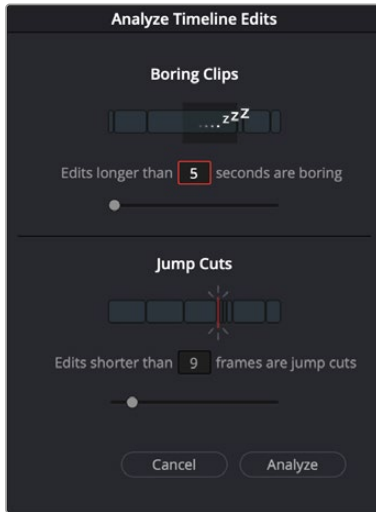 Analyze Timeline Edits
Boring Clips
zzZ
Edits longer than 5 seconds are boring
Jump Cuts
Edits shorter than 9 frames are jump cuts
Cancel Analyze